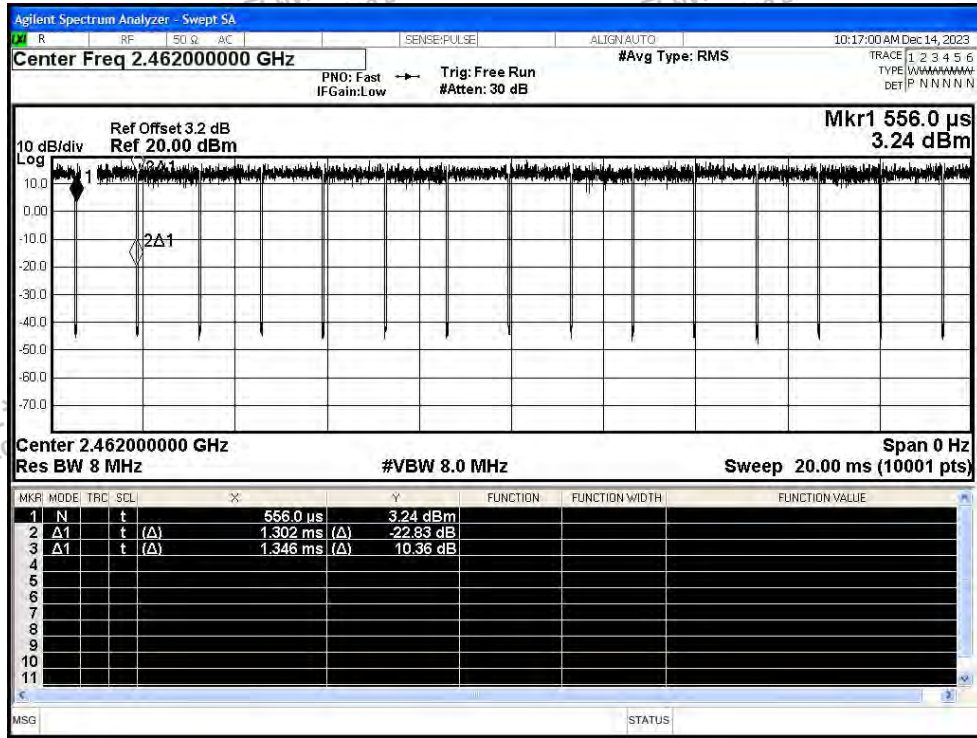 Agilent Spectrum Analyzer - Swept SA
LXI R RF 50 Ω AC SENSE:PULSE ALIGN AUTO 10:17:00 AM Dec 14, 2023
Center Freq 2.462000000 GHz
PNO: Fast
IFGain:Low
Trig: Free Run
#Atten: 30 dB
#Avg Type: RMS
TRACE 1 2 3 4 5 6
TYPE WWWWWW
DET P N N N N N
Mkr1 556.0 µs
3.24 dBm
Ref Offset 3.2 dB
10 dB/div Ref 20.00 dBm
Log
3Δ1
1
10.0
0.00
2Δ1
-10.0
-20.0
-30.0
-40.0
-50.0
-60.0
-70.0
Center 2.462000000 GHz Span 0 Hz
Res BW 8 MHz #VBW 8.0 MHz Sweep 20.00 ms (10001 pts)
MKR MODE TRC SCL X Y FUNCTION FUNCTION WIDTH FUNCTION VALUE
1 N t 556.0 µs 3.24 dBm
2 Δ1 t (Δ) 1.302 ms (Δ) -22.83 dB
3 Δ1 t (Δ) 1.346 ms (Δ) 10.36 dB
4
5
6
7
8
9
10
11
MSG STATUS